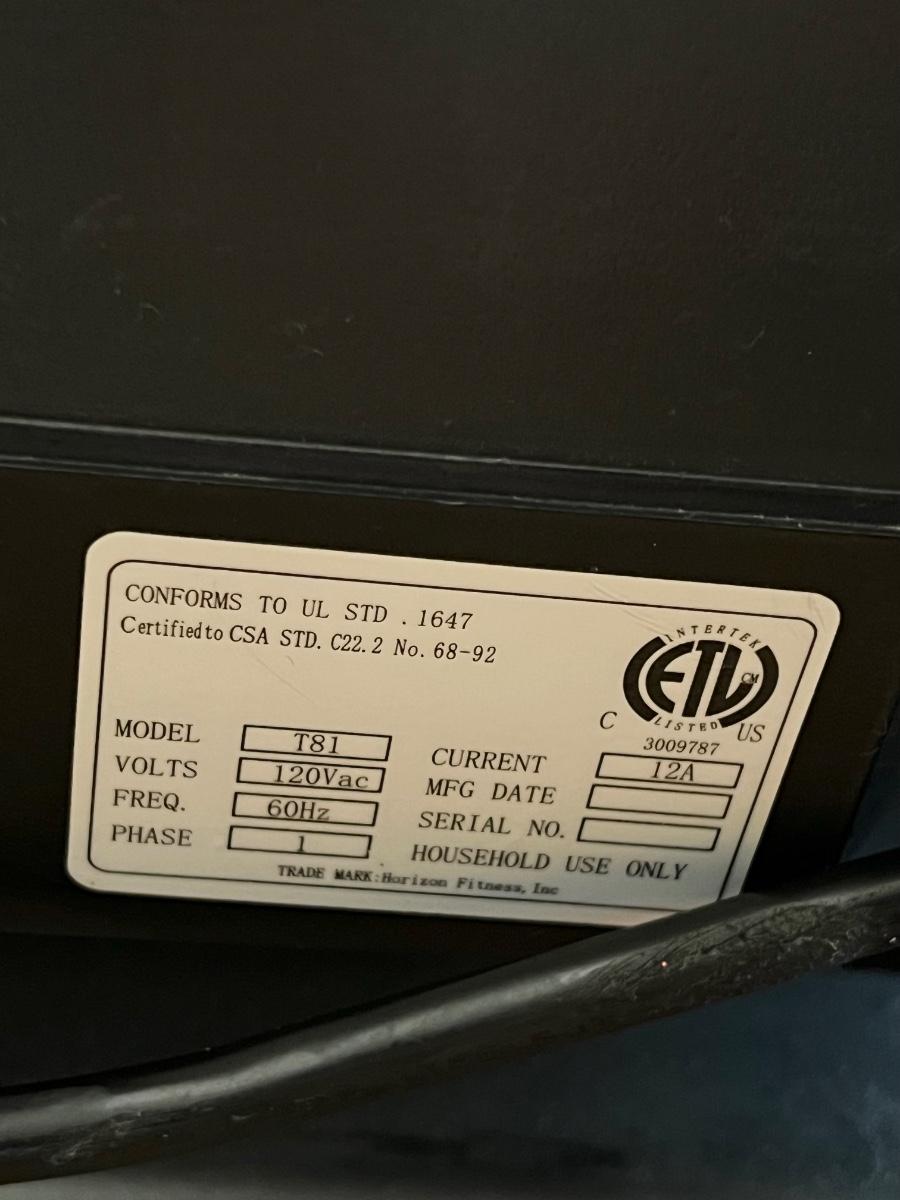 CONFORMS TO UL STD .1647
Certified to CSA STD. C22.2 No. 68-92
INTERTEK
ETL CM
LISTED
C US
3009787
MODEL T81
VOLTS 120Vac
FREQ. 60Hz
PHASE 1
CURRENT 12A
MFG DATE
SERIAL NO.
HOUSEHOLD USE ONLY
TRADE MARK:Horizon Fitness, Inc